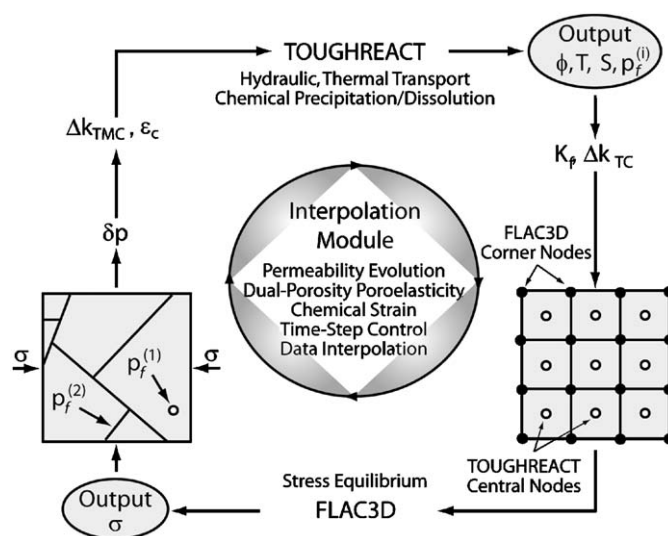 TOUGHREACT
Hydraulic, Thermal Transport
Chemical Precipitation/Dissolution
Output
ϕ, T, S, p_f^(i)
K_f, Δk_TC
FLAC3D
Corner Nodes
TOUGHREACT
Central Nodes
Stress Equilibrium
FLAC3D
Output
σ
σ
σ
p_f^(1)
p_f^(2)
δp
Δk_TMC, ε_c
Interpolation
Module
Permeability Evolution
Dual-Porosity Poroelasticity
Chemical Strain
Time-Step Control
Data Interpolation